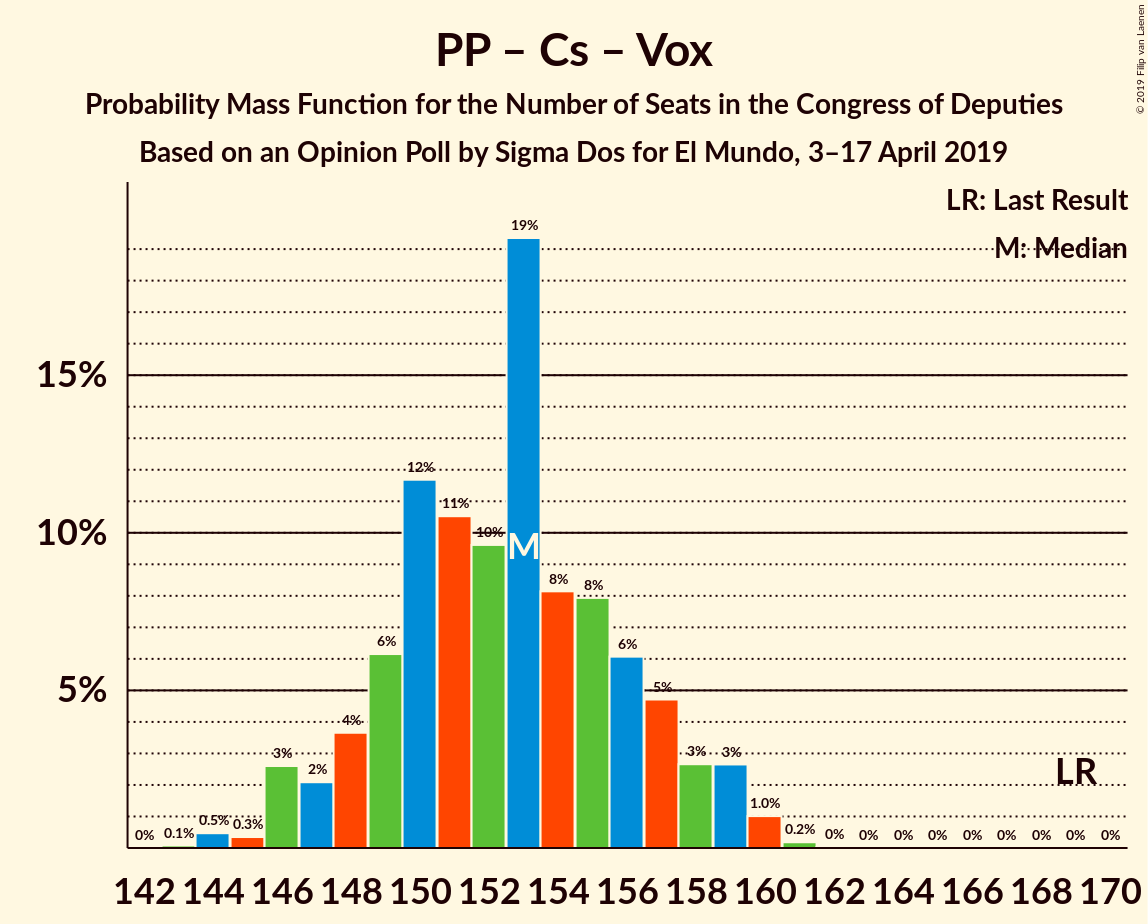 PP – Cs – Vox
Probability Mass Function for the Number of Seats in the Congress of Deputies
Based on an Opinion Poll by Sigma Dos for El Mundo, 3–17 April 2019
© 2019 Filip van Laenen
LR: Last Result
M: Median
15%
10%
5%
0% 0.1% 0.5% 0.3% 3% 2% 4% 6% 12% 11% 10% 19% 8% 8% 6% 5% 3% 3% 1.0% 0.2% 0% 0% 0% 0% 0% 0% 0% 0% 0%
M
LR
142 144 146 148 150 152 154 156 158 160 162 164 166 168 170